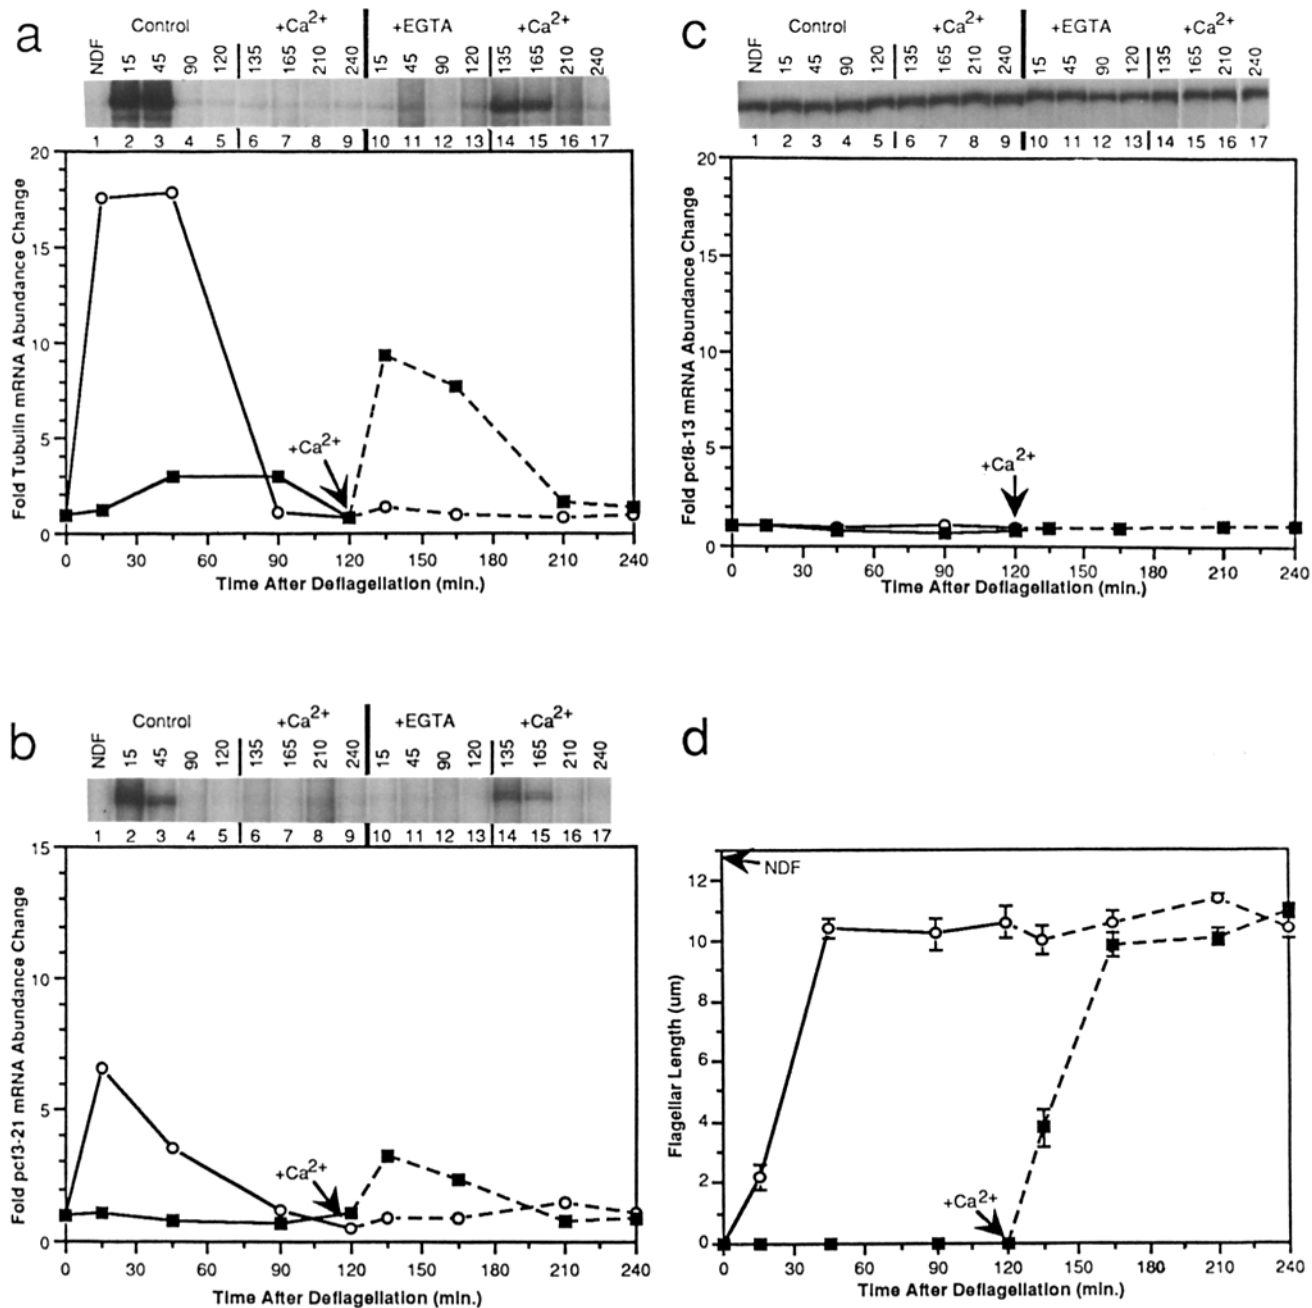 a
Control +Ca2+ +EGTA +Ca2+
NDF 15 45 90 120 135 165 210 240 15 45 90 120 135 165 210 240
1 2 3 4 5 6 7 8 9 10 11 12 13 14 15 16 17
Fold Tubulin mRNA Abundance Change
20
15
10
5
0
+Ca2+
0 30 60 90 120 150 180 210 240
Time After Deflagellation (min.)
c
Control +Ca2+ +EGTA +Ca2+
NDF 15 45 90 120 135 165 210 240 15 45 90 120 135 165 210 240
1 2 3 4 5 6 7 8 9 10 11 12 13 14 15 16 17
Fold pcf8-13 mRNA Abundance Change
20
15
10
5
0
+Ca2+
0 30 60 90 120 150 180 210 240
Time After Deflagellation (min.)
b
Control +Ca2+ +EGTA +Ca2+
NDF 15 45 90 120 135 165 210 240 15 45 90 120 135 165 210 240
1 2 3 4 5 6 7 8 9 10 11 12 13 14 15 16 17
Fold pcf3-21 mRNA Abundance Change
15
10
5
0
+Ca2+
0 30 60 90 120 150 180 210 240
Time After Deflagellation (min.)
d
NDF
Flagellar Length (um)
12
10
8
6
4
2
0
+Ca2+
0 30 60 90 120 150 180 210 240
Time After Deflagellation (min.)